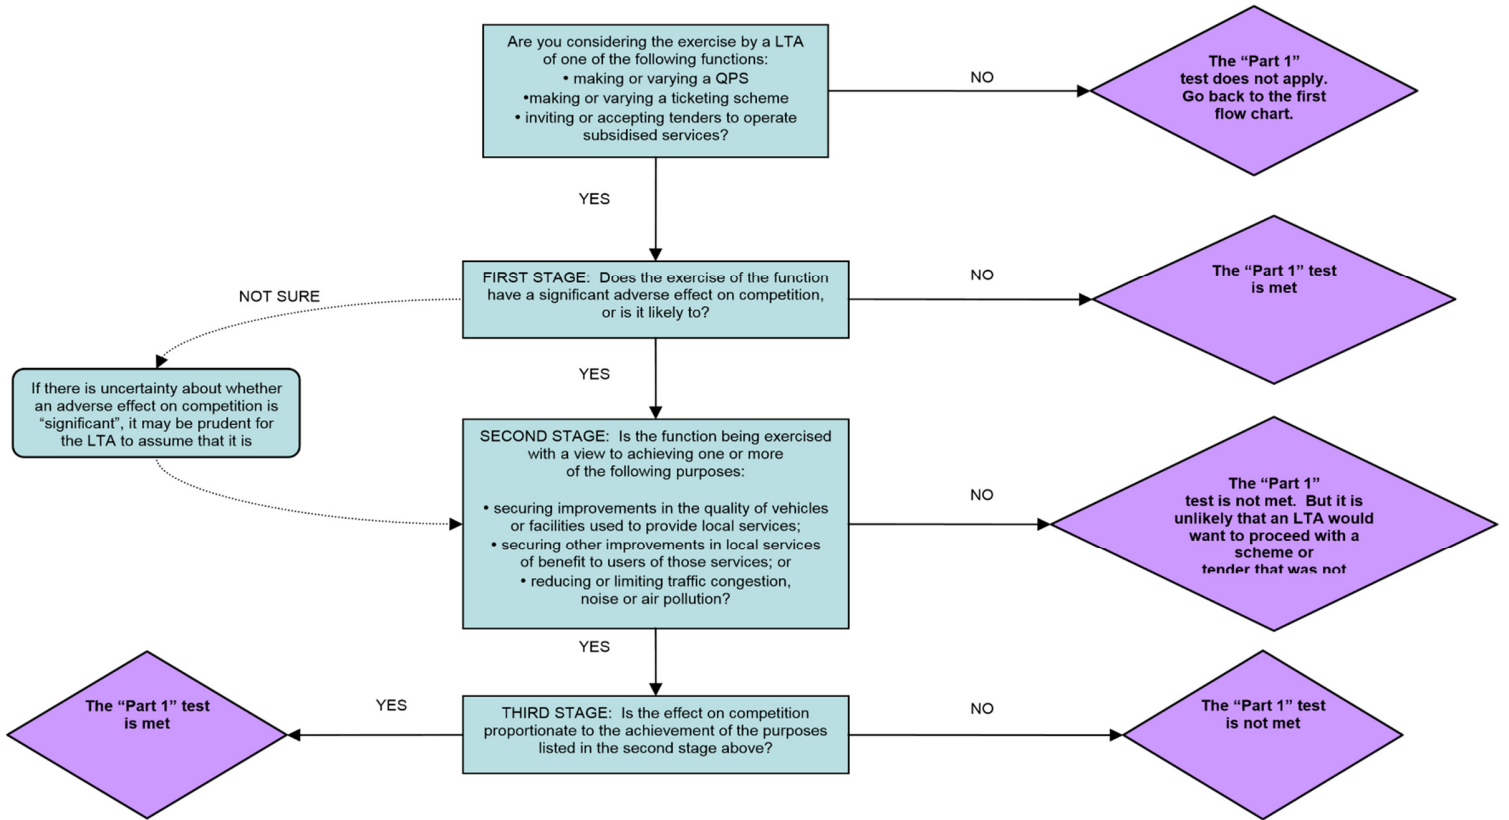 Are you considering the exercise by a LTA
of one of the following functions:
• making or varying a QPS
•making or varying a ticketing scheme
• inviting or accepting tenders to operate
subsidised services?
NO
The “Part 1”
test does not apply.
Go back to the first
flow chart.
YES
FIRST STAGE:  Does the exercise of the function
have a significant adverse effect on competition,
or is it likely to?
NO
The “Part 1” test
is met
NOT SURE
If there is uncertainty about whether
an adverse effect on competition is
“significant”, it may be prudent for
the LTA to assume that it is
YES
SECOND STAGE:  Is the function being exercised
with a view to achieving one or more
of the following purposes:
• securing improvements in the quality of vehicles
or facilities used to provide local services;
• securing other improvements in local services
of benefit to users of those services; or
• reducing or limiting traffic congestion,
noise or air pollution?
NO
The “Part 1”
test is not met.  But it is
unlikely that an LTA would
want to proceed with a
scheme or
tender that was not
YES
THIRD STAGE:  Is the effect on competition
proportionate to the achievement of the purposes
listed in the second stage above?
YES
The “Part 1” test
is met
NO
The “Part 1” test
is not met